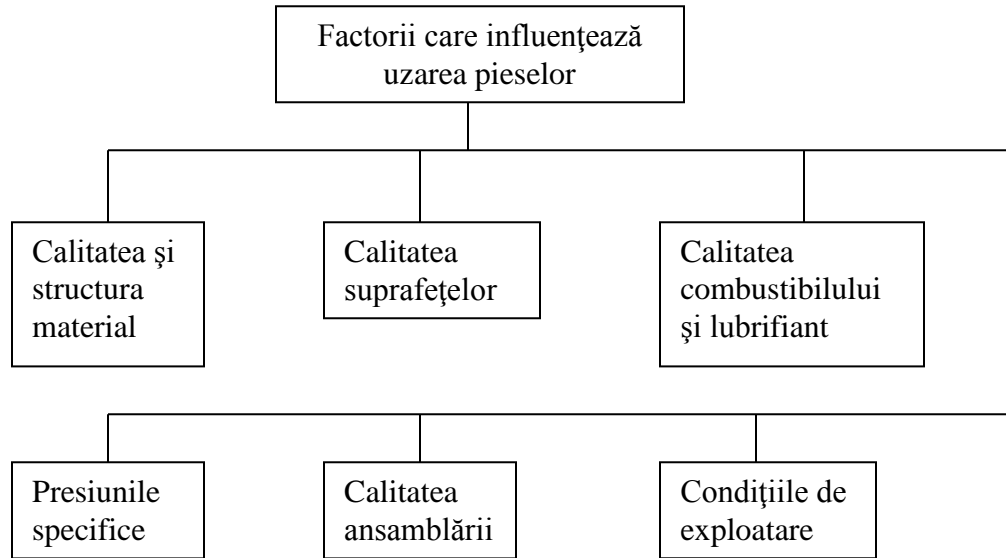 Factorii care influenţează
uzarea pieselor
Calitatea şi
structura
material
Calitatea
suprafeţelor
Calitatea
combustibilului
şi lubrifiant
Presiunile
specifice
Calitatea
ansamblării
Condiţiile de
exploatare